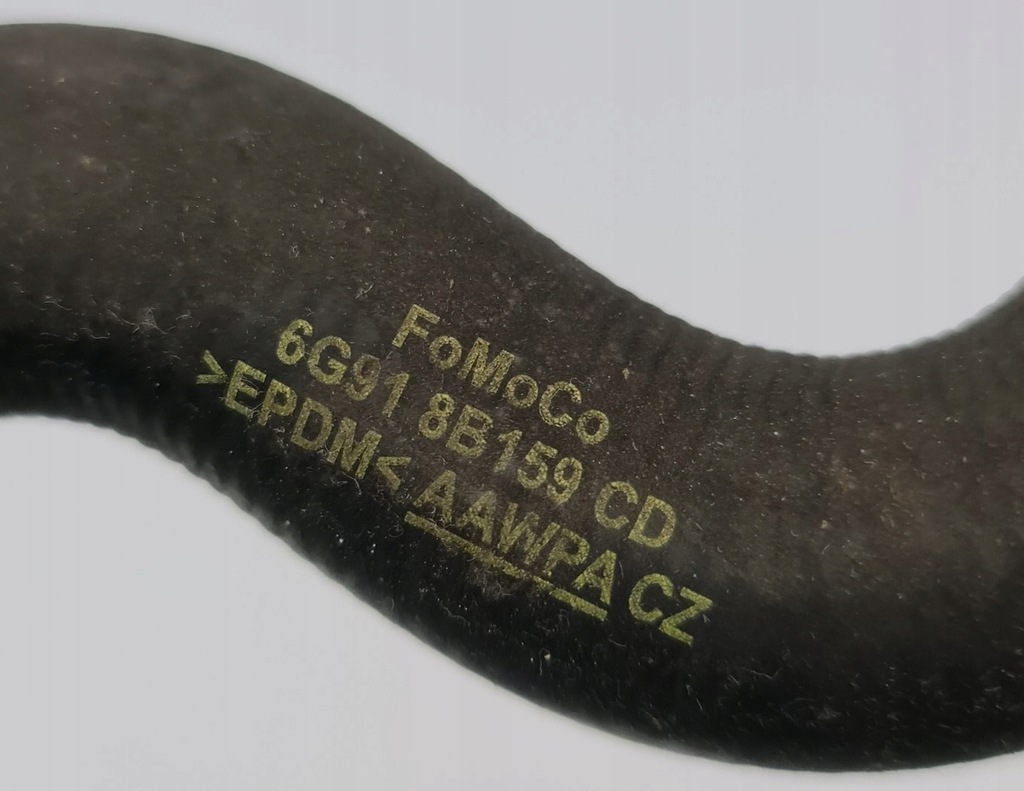 FoMoCo
6G91 8B159 CD
>EPDM< AAWPA CZ